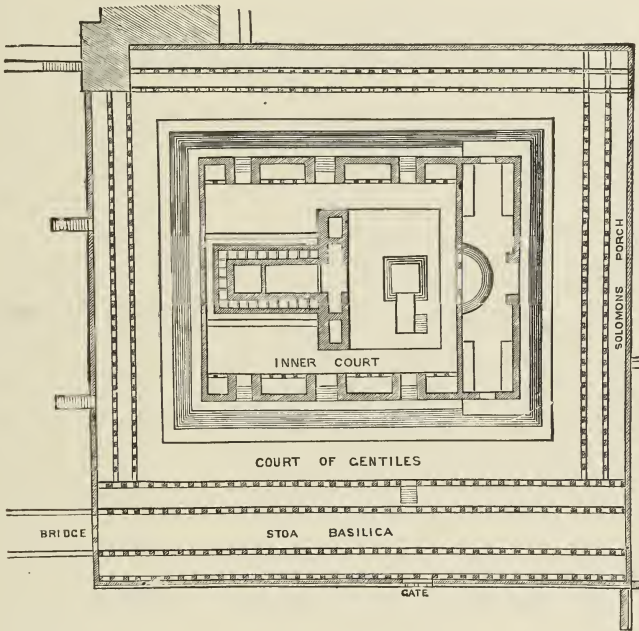 SOLOMONS PORCH
INNER COURT
COURT OF GENTILES
BRIDGE
STOA BASILICA
GATE